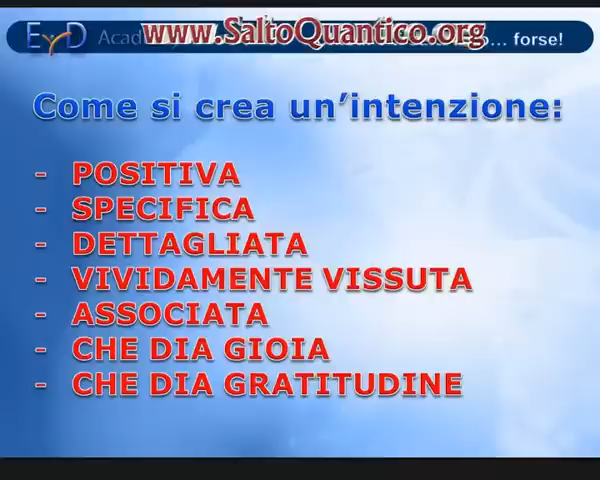 www.SaltoQuantico.org
EYD Academy ... forse!
Come si crea un'intenzione:
- POSITIVA
- SPECIFICA
- DETTAGLIATA
- VIVIDAMENTE VISSUTA
- ASSOCIATA
- CHE DIA GIOIA
- CHE DIA GRATITUDINE